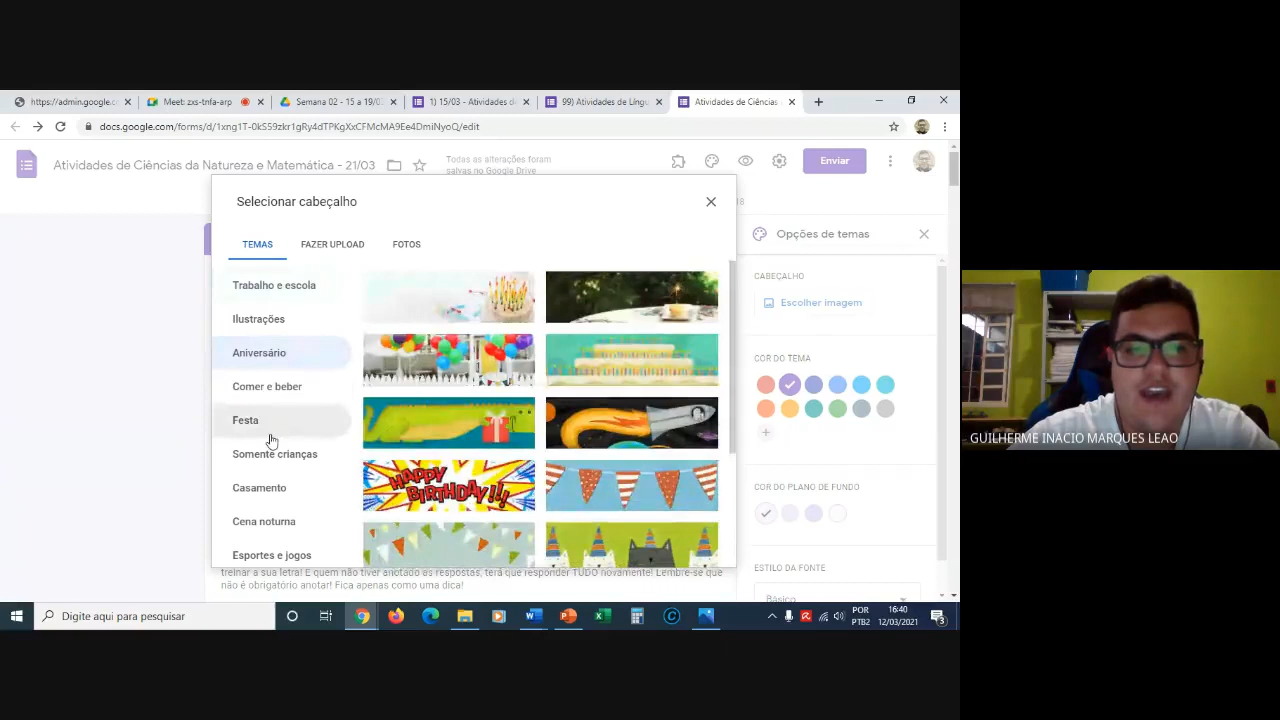 https://admin.google.c
Meet: zxs-tnfa-arp
Semana 02 - 15 a 19/03
1) 15/03 - Atividades de
99) Atividades de Língu
Atividades de Ciências
docs.google.com/forms/d/1xng1T-0kS59zkr1gRy4dTPKgXxCFMcMA9Ee4DmiNyoQ/edit
Atividades de Ciências da Natureza e Matemática - 21/03
Todas as alterações foram
salvas no Google Drive
Enviar
Selecionar cabeçalho
TEMAS
FAZER UPLOAD
FOTOS
Trabalho e escola
Ilustrações
Aniversário
Comer e beber
Festa
Somente crianças
Casamento
Cena noturna
Esportes e jogos
HAPPY
BIRTHDAY!!!
Opções de temas
CABEÇALHO
Escolher imagem
COR DO TEMA
COR DO PLANO DE FUNDO
ESTILO DA FONTE
Básico
treinar a sua letra! E quem não tiver anotado as respostas, terá que responder TUDO novamente! Lembre-se que
não é obrigatório anotar! Fica apenas como uma dica!
Digite aqui para pesquisar
POR
PTB2
16:40
12/03/2021
3
GUILHERME INACIO MARQUES LEAO